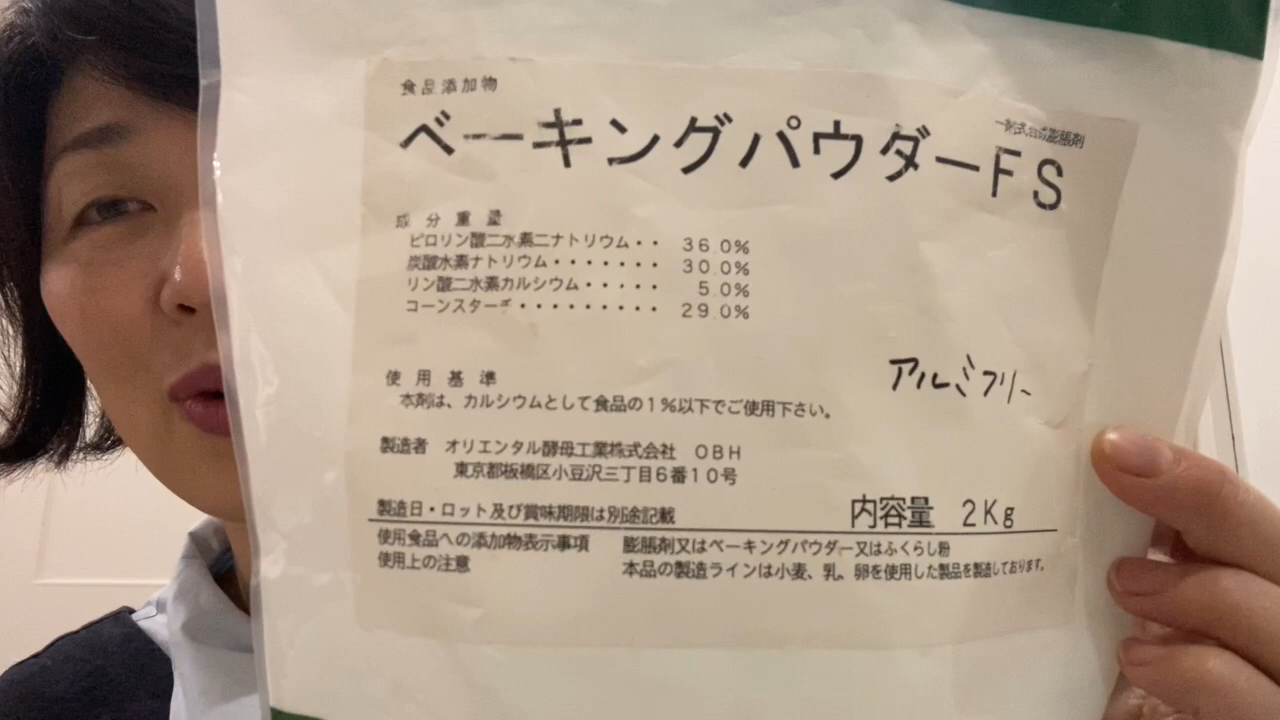 食品添加物
一剤式合成膨脹剤
ベーキングパウダーFS
成分重量
ピロリン酸二水素二ナトリウム・・ 36.0%
炭酸水素ナトリウム・・・・・・・ 30.0%
リン酸二水素カルシウム・・・・・ 5.0%
コーンスターチ・・・・・・・・・・ 29.0%
アルミフリー
使用基準
本剤は、カルシウムとして食品の1%以下でご使用下さい。
製造者 オリエンタル酵母工業株式会社 OBH
東京都板橋区小豆沢三丁目6番10号
製造日・ロット及び賞味期限は別途記載
内容量 2Kg
使用食品への添加物表示事項 膨脹剤又はベーキングパウダー又はふくらし粉
使用上の注意 本品の製造ラインは小麦、乳、卵を使用した製品を製造しております。